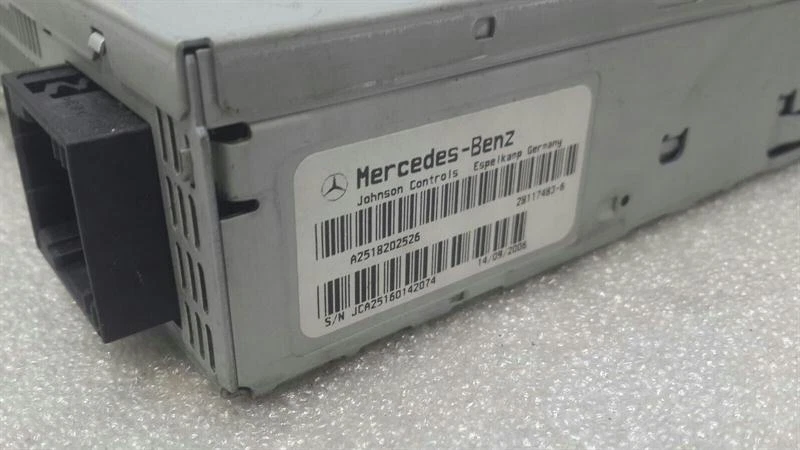 Mercedes-Benz
Johnson Controls Espelkamp Germany
A2518202526
28117483-6
S/N JCA25160142074
14/09/2006